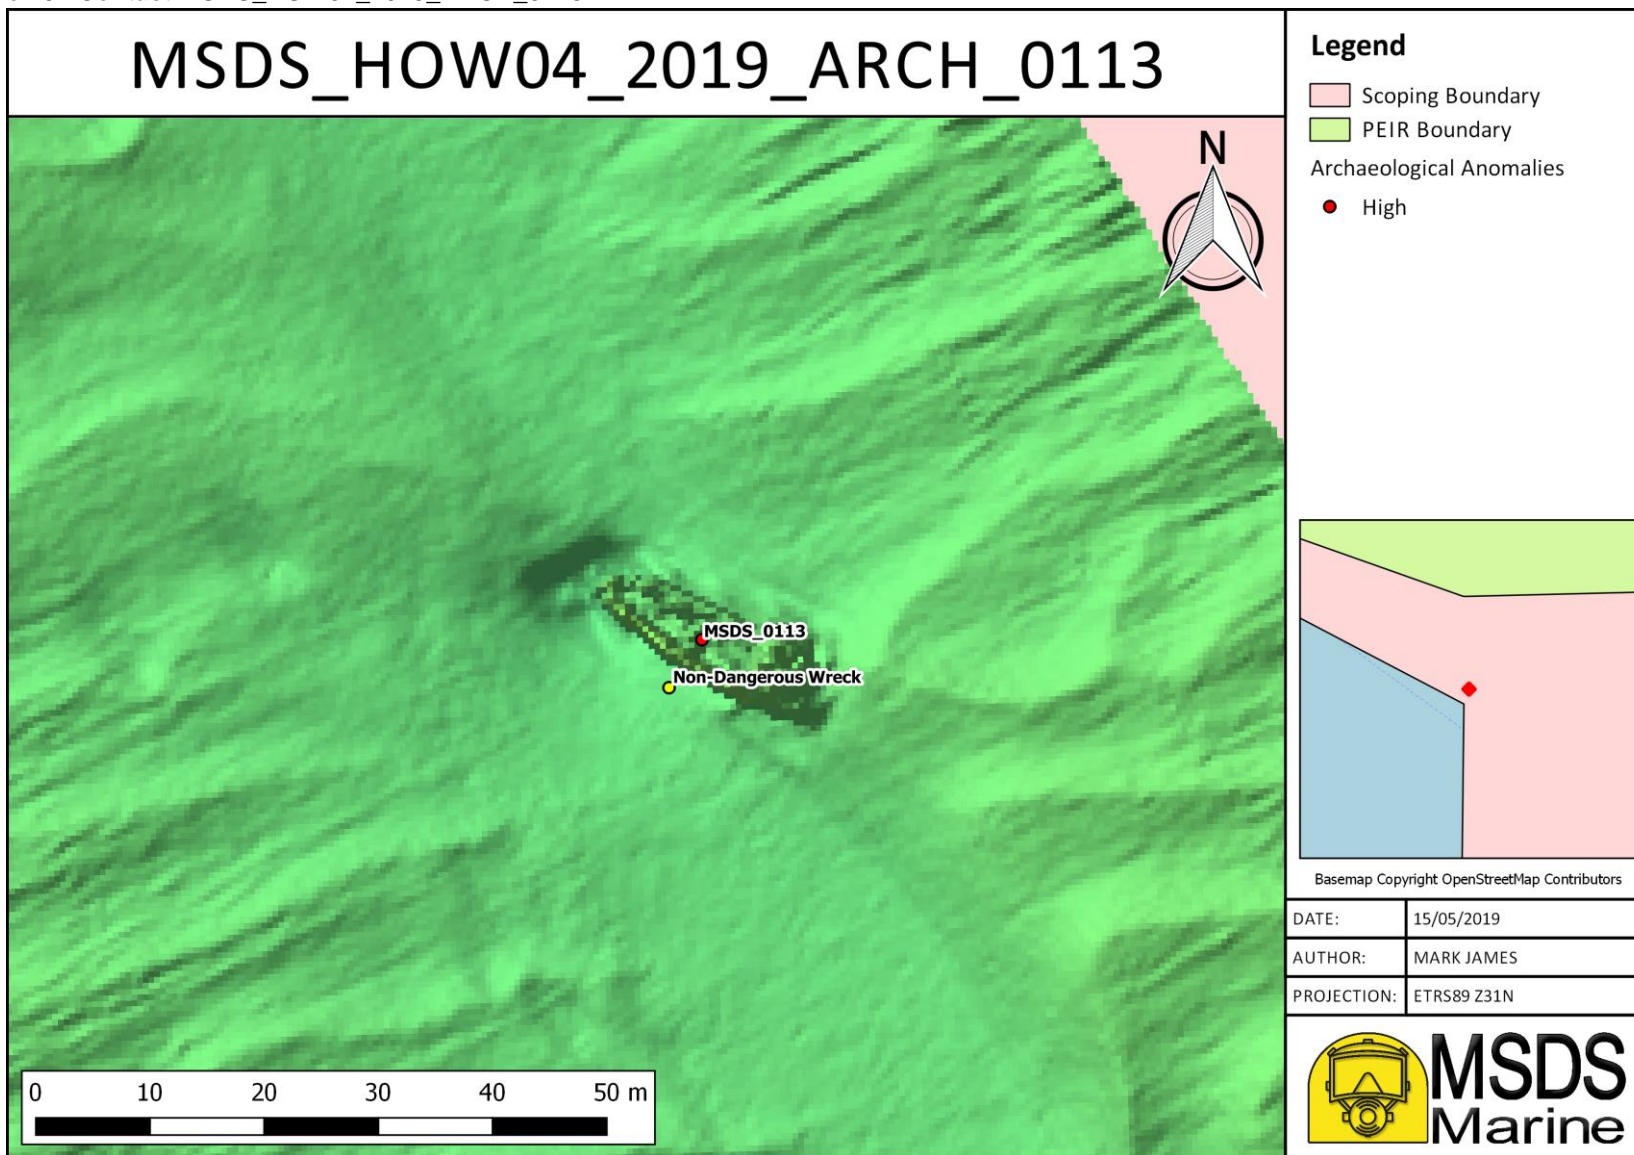 MSDS_HOW04_2019_ARCH_0113
N
MSDS_0113
Non-Dangerous Wreck
0 10 20 30 40 50 m
Legend
Scoping Boundary
PEIR Boundary
Archaeological Anomalies
High
Basemap Copyright OpenStreetMap Contributors
DATE: 15/05/2019
AUTHOR: MARK JAMES
PROJECTION: ETRS89 Z31N
MSDS
Marine